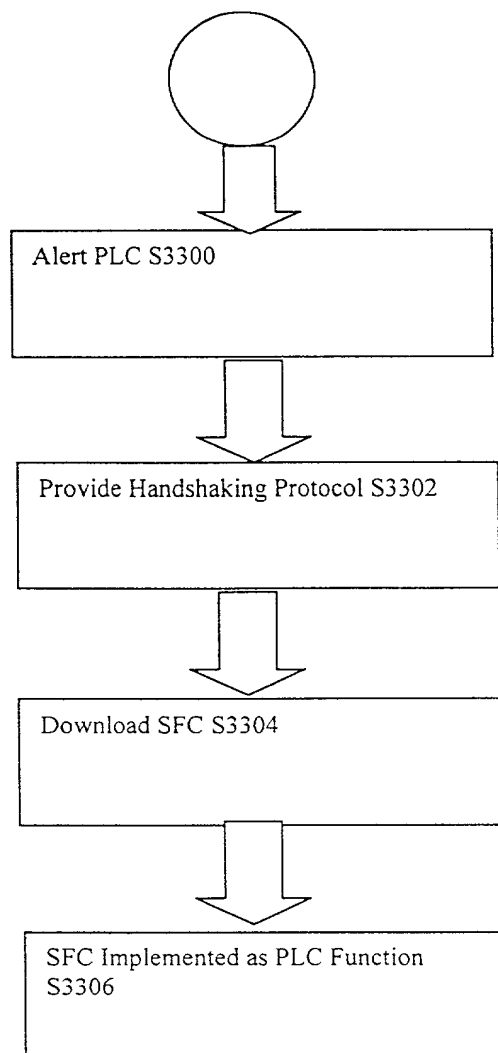 Alert PLC S3300
Provide Handshaking Protocol S3302
Download SFC S3304
SFC Implemented as PLC Function
S3306